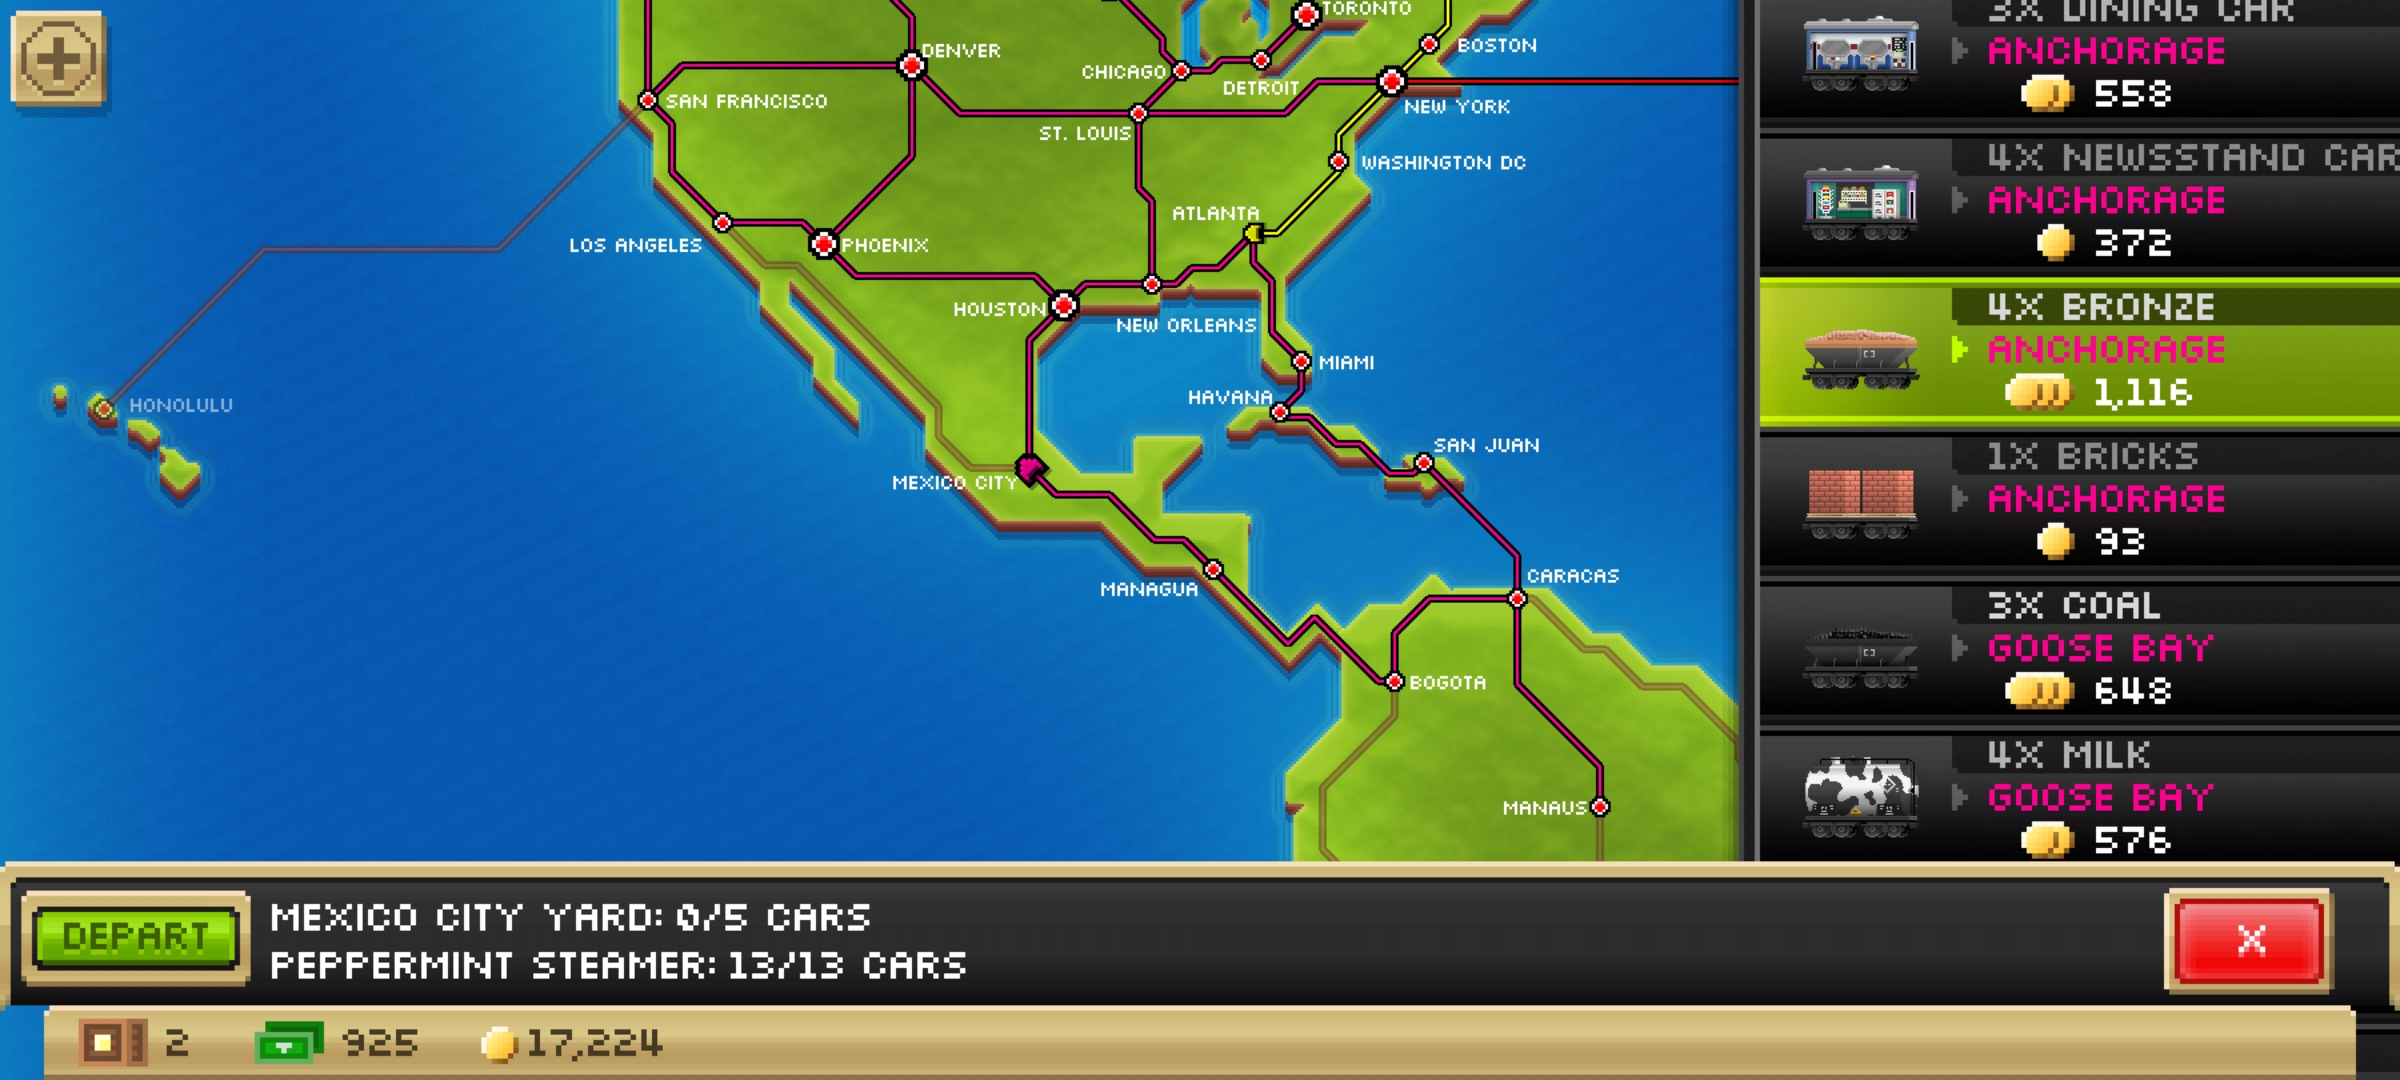 TORONTO
DENVER
BOSTON
CHICAGO
DETROIT
SAN FRANCISCO
NEW YORK
ST. LOUIS
WASHINGTON DC
ATLANTA
LOS ANGELES
PHOENIX
HOUSTON
NEW ORLEANS
MIAMI
HAVANA
HONOLULU
SAN JUAN
MEXICO CITY
CARACAS
MANAGUA
BOGOTA
MANAUS
3X DINING CAR
ANCHORAGE
558
4X NEWSSTAND CAR
ANCHORAGE
372
4X BRONZE
ANCHORAGE
1,116
1X BRICKS
ANCHORAGE
93
3X COAL
GOOSE BAY
648
4X MILK
GOOSE BAY
576
DEPART
MEXICO CITY YARD: 0/5 CARS
PEPPERMINT STEAMER: 13/13 CARS
X
2
925
17,224